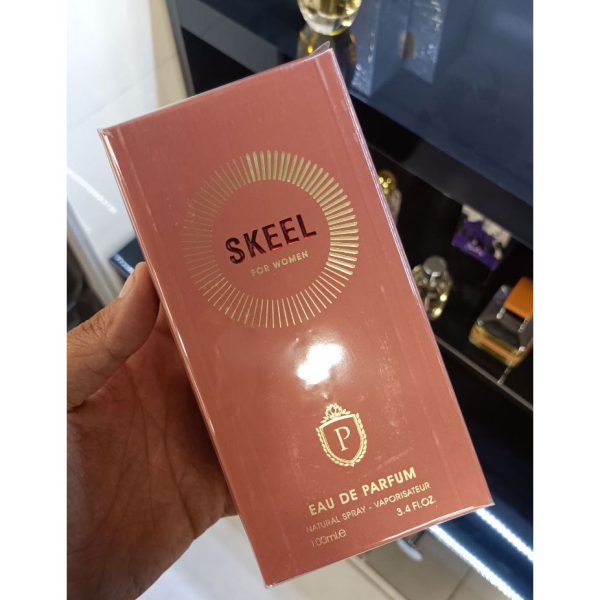 SKEEL
FOR WOMEN
P
EAU DE PARFUM
NATURAL SPRAY - VAPORISATEUR
100ml.e 3.4 Fl.OZ.